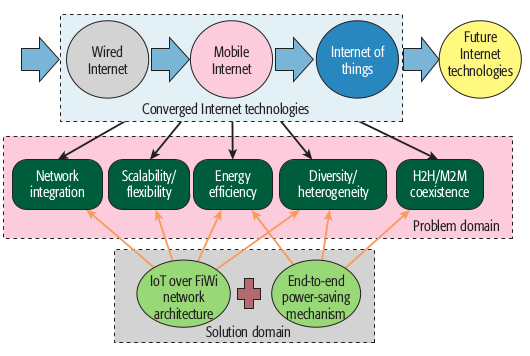 Wired
Internet
Mobile
Internet
Internet of
things
Future
Internet
technologies
Converged Internet technologies
Network
integration
Scalability/
flexibility
Energy
efficiency
Diversity/
heterogeneity
H2H/M2M
coexistence
Problem domain
IoT over FiWi
network
architecture
End-to-end
power-saving
mechanism
Solution domain